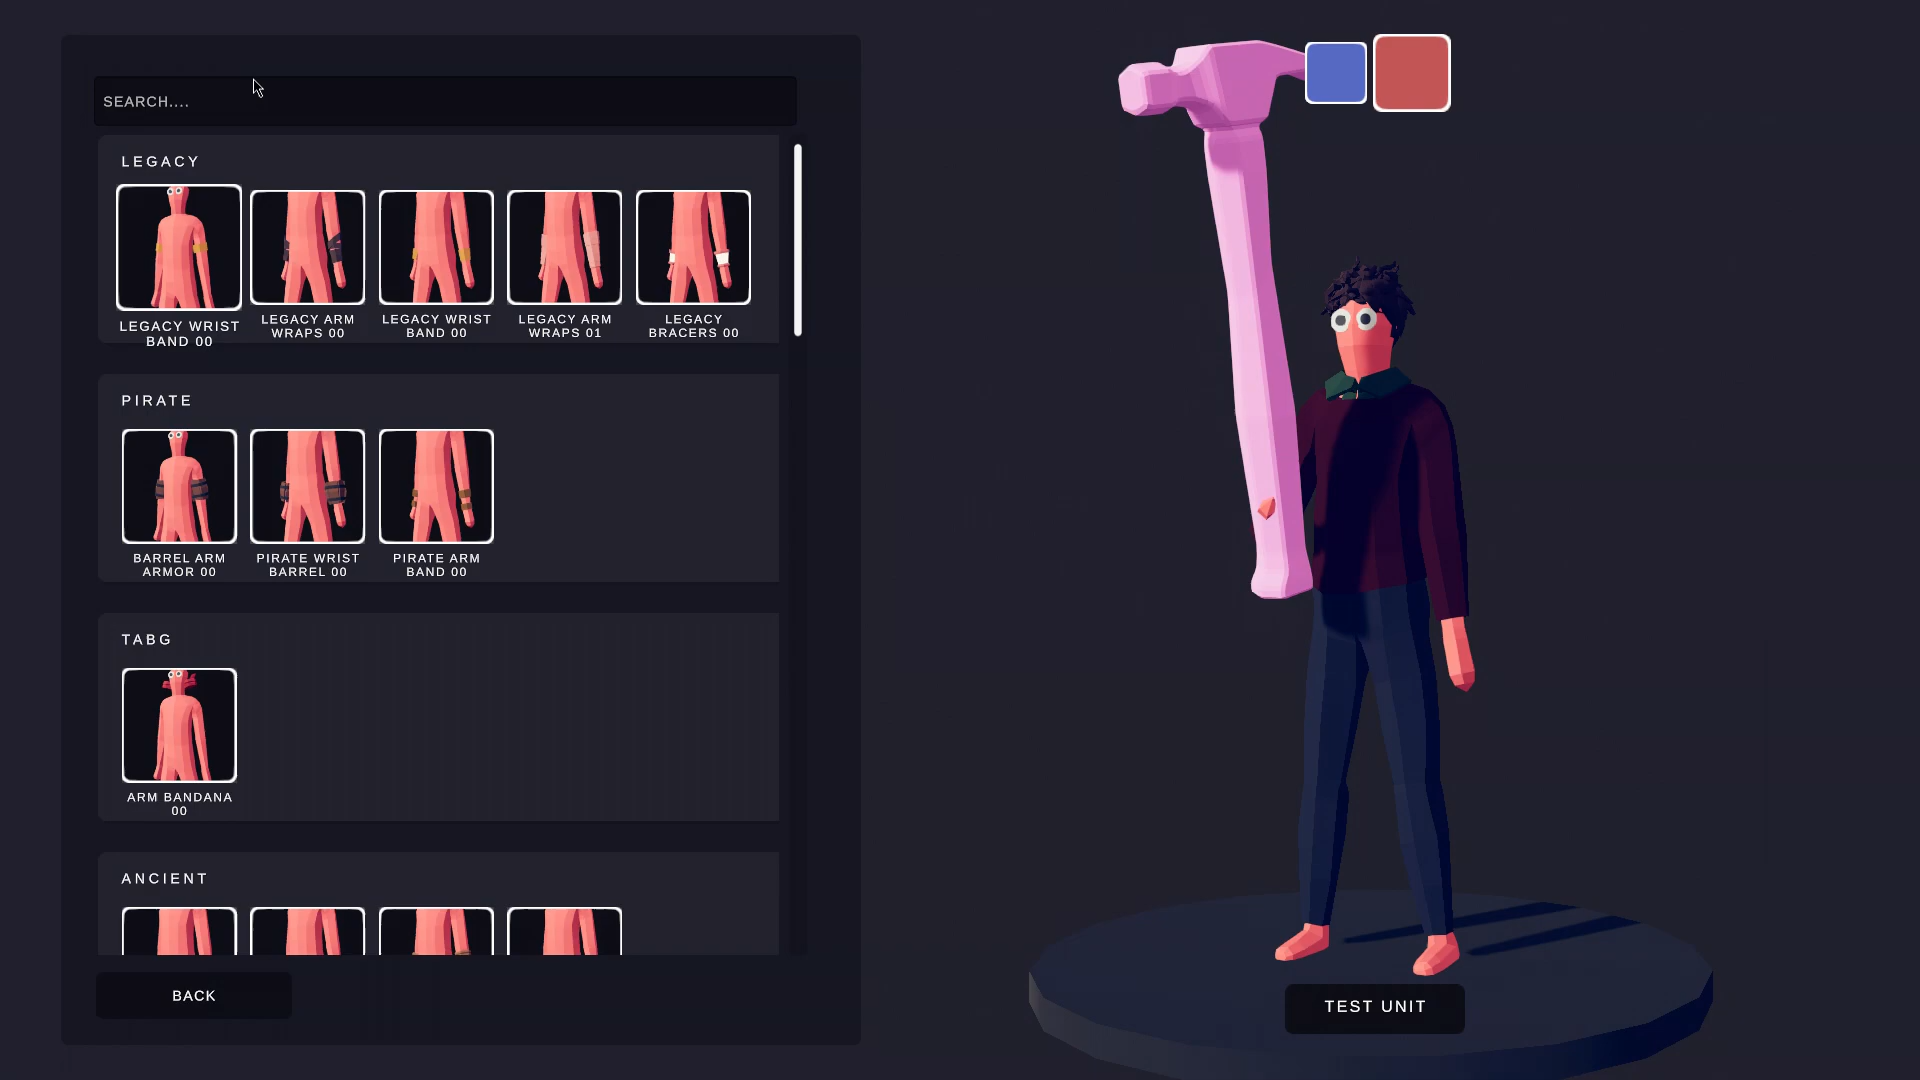 SEARCH....
LEGACY
LEGACY WRIST
BAND 00
LEGACY ARM
WRAPS 00
LEGACY WRIST
BAND 00
LEGACY ARM
WRAPS 01
LEGACY
BRACERS 00
PIRATE
BARREL ARM
ARMOR 00
PIRATE WRIST
BARREL 00
PIRATE ARM
BAND 00
TABG
ARM BANDANA
00
ANCIENT
BACK
TEST UNIT